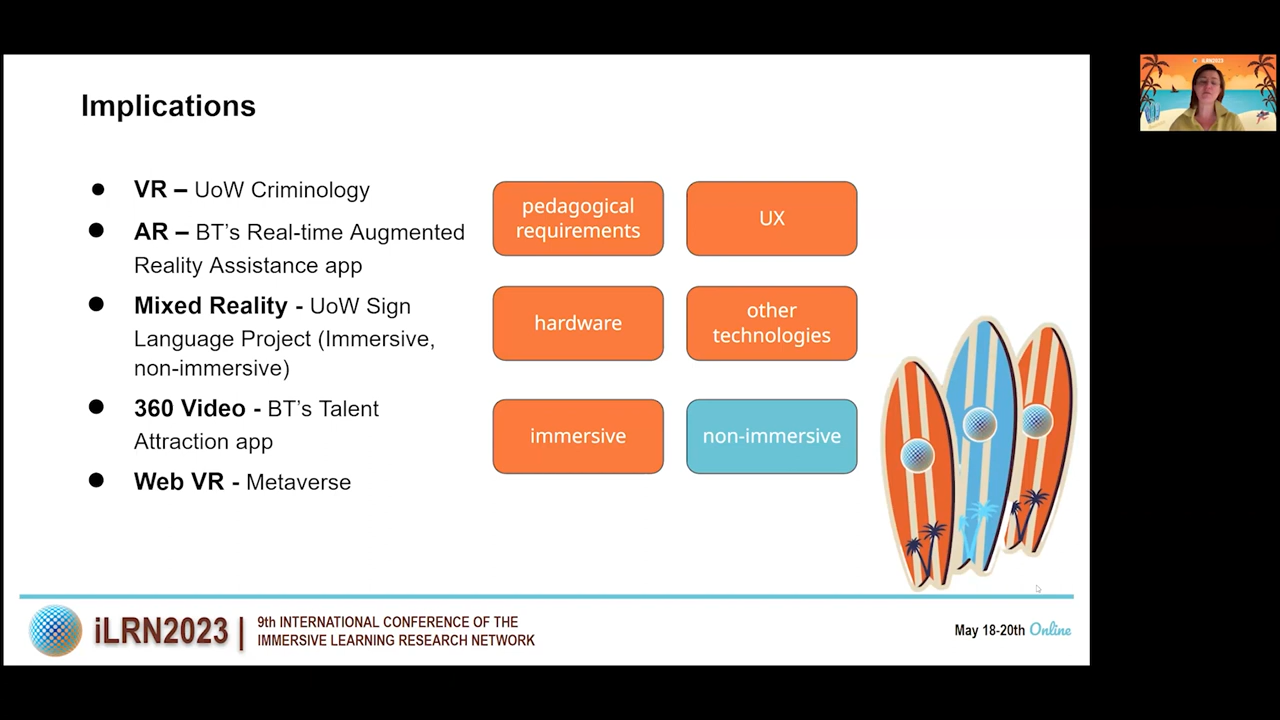 iLRN2023
Implications
● VR – UoW Criminology
● AR – BT’s Real-time Augmented
Reality Assistance app
● Mixed Reality - UoW Sign
Language Project (Immersive,
non-immersive)
● 360 Video - BT’s Talent
Attraction app
● Web VR - Metaverse
pedagogical
requirements
UX
hardware
other
technologies
immersive
non-immersive
iLRN2023 |
9th INTERNATIONAL CONFERENCE OF THE
IMMERSIVE LEARNING RESEARCH NETWORK
May 18-20th Online